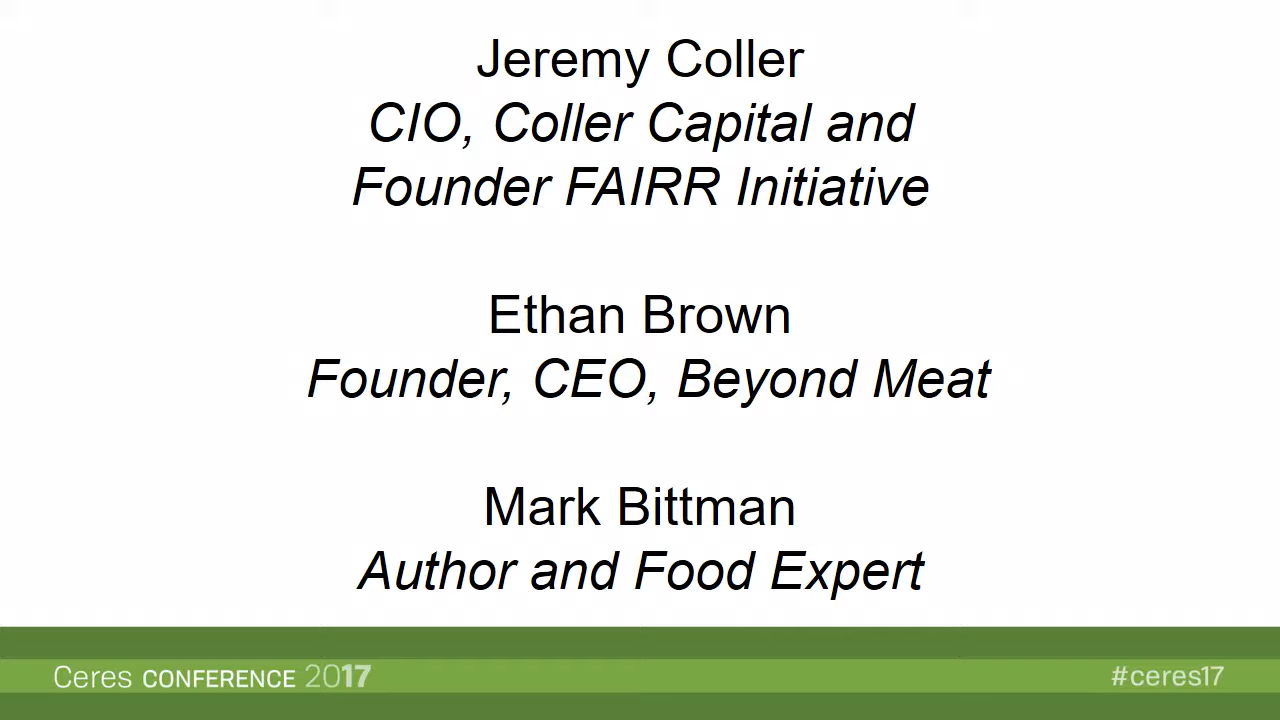 Jeremy Coller
CIO, Coller Capital and
Founder FAIRR Initiative
Ethan Brown
Founder, CEO, Beyond Meat
Mark Bittman
Author and Food Expert
Ceres CONFERENCE 2017
#ceres17